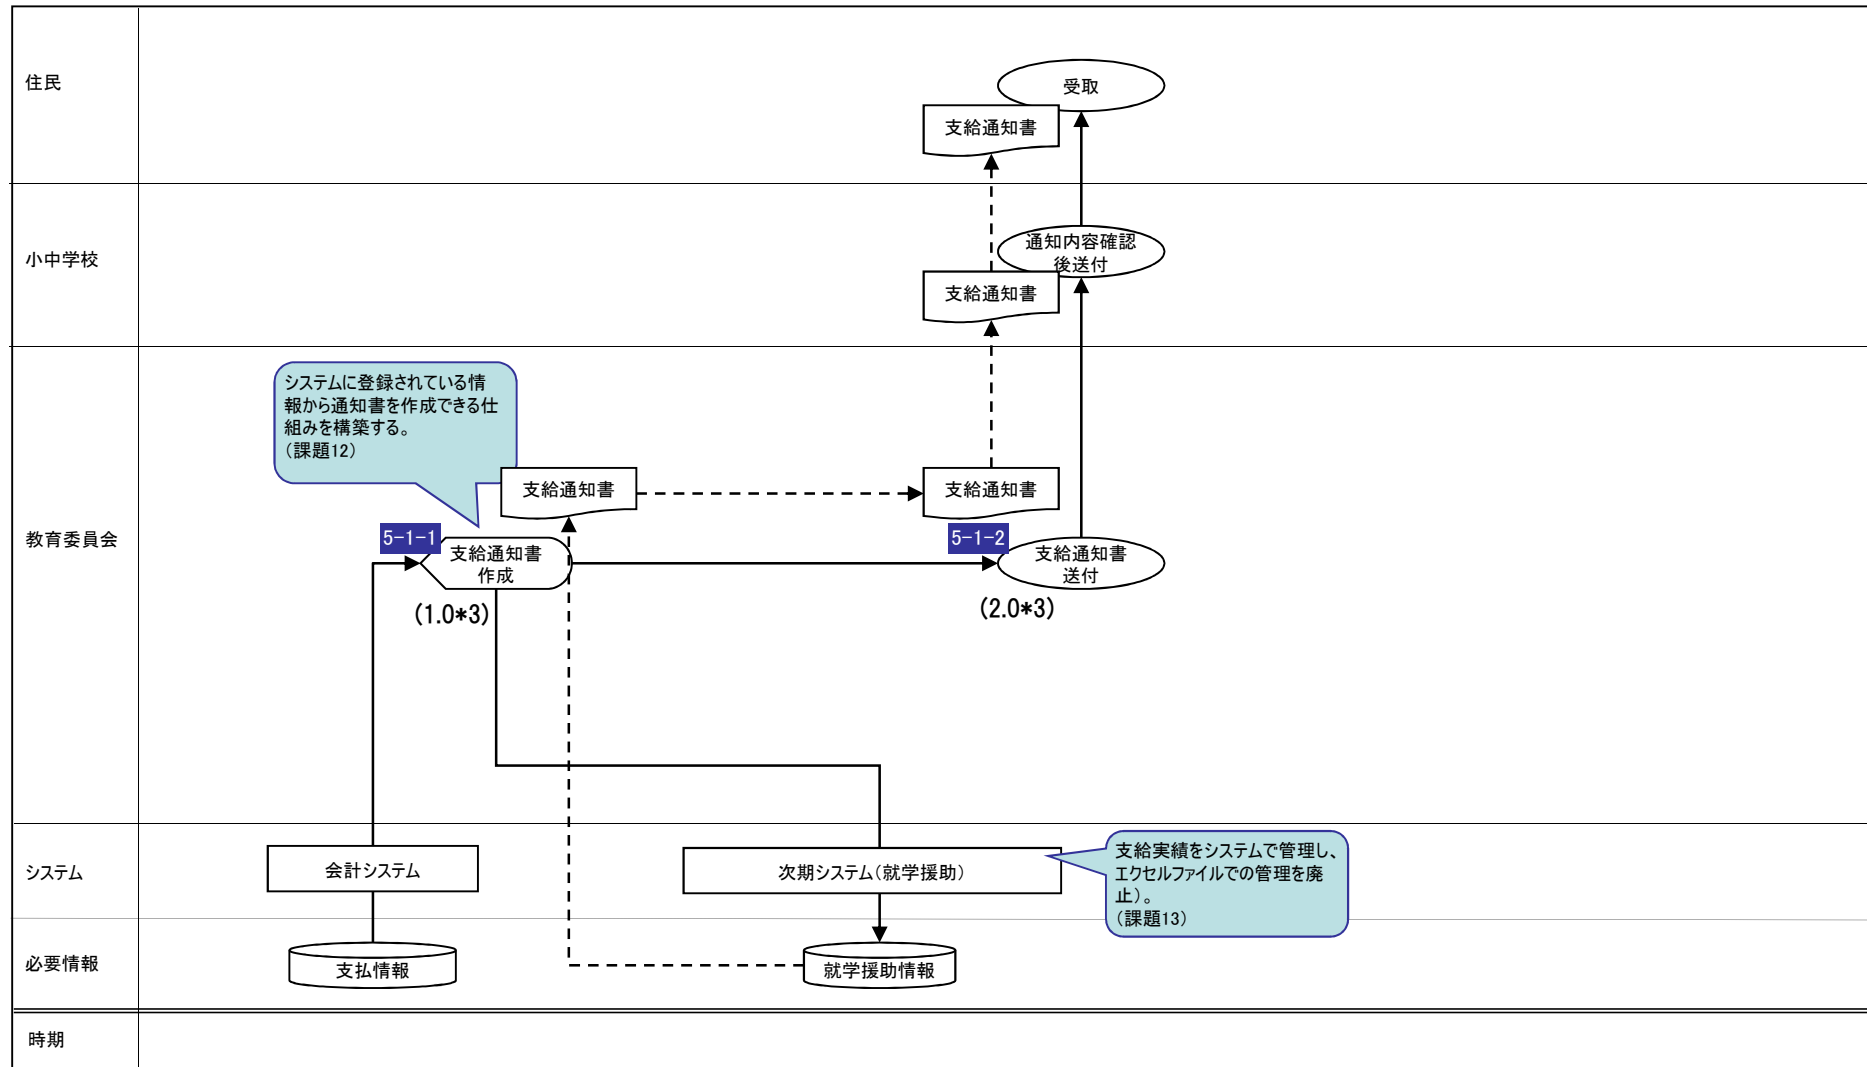 住民
受取
支給通知書
小中学校
通知内容確認
後送付
支給通知書
教育委員会
システムに登録されている情
報から通知書を作成できる仕
組みを構築する。
（課題12）
支給通知書
支給通知書
5-1-1
支給通知書
作成
(1.0*3)
5-1-2
支給通知書
送付
(2.0*3)
システム
会計システム
次期システム（就学援助）
支給実績をシステムで管理し、
エクセルファイルでの管理を廃
止）。
（課題13）
必要情報
支払情報
就学援助情報
時期